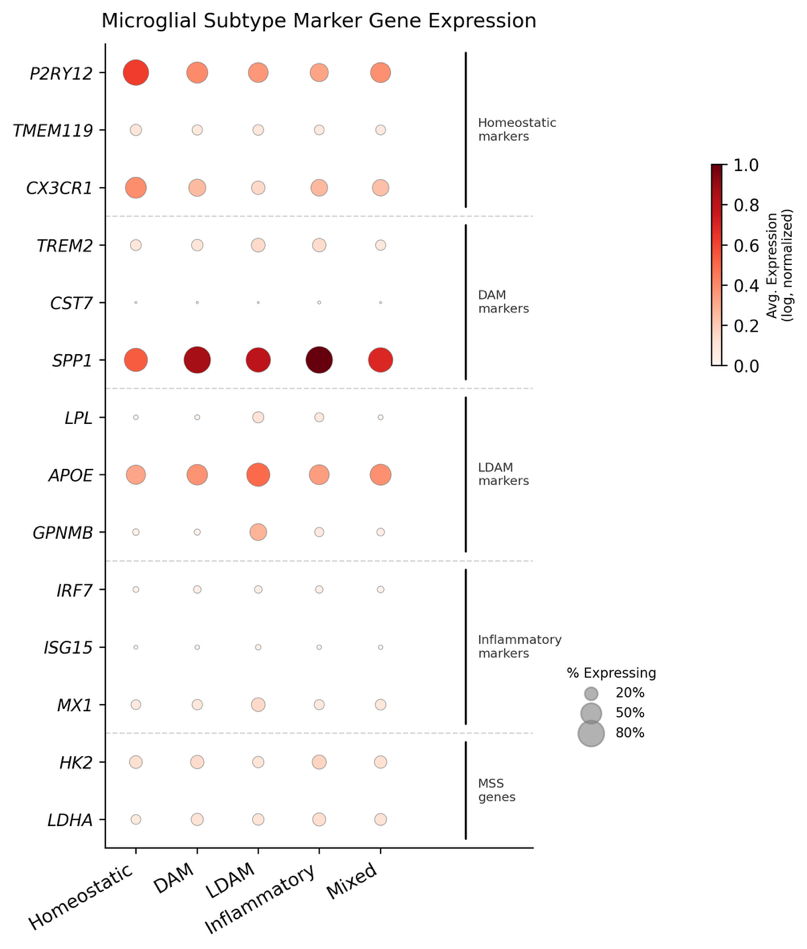 Microglial Subtype Marker Gene Expression
P2RY12
TMEM119
CX3CR1
TREM2
CST7
SPP1
LPL
APOE
GPNMB
IRF7
ISG15
MX1
HK2
LDHA
Homeostatic
markers
DAM
markers
LDAM
markers
Inflammatory
markers
MSS
genes
Homeostatic
DAM
LDAM
Inflammatory
Mixed
1.0
0.8
0.6
0.4
0.2
0.0
Avg. Expression
(log, normalized)
% Expressing
20%
50%
80%